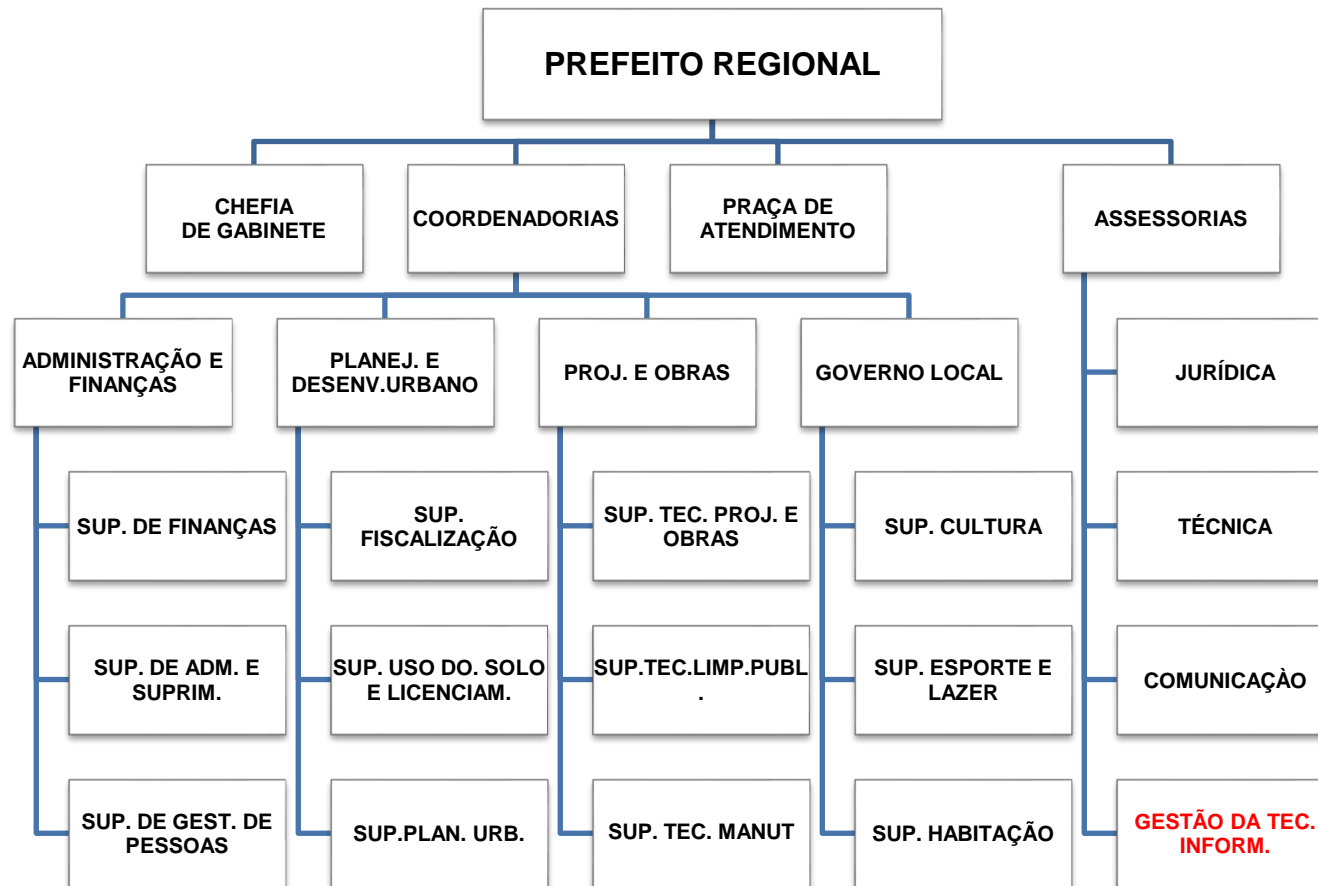 PREFEITO REGIONAL
CHEFIA
DE GABINETE
COORDENADORIAS
PRAÇA DE
ATENDIMENTO
ASSESSORIAS
ADMINISTRAÇÃO E
FINANÇAS
PLANEJ. E
DESENV.URBANO
PROJ. E OBRAS
GOVERNO LOCAL
JURÍDICA
SUP. DE FINANÇAS
SUP.
FISCALIZAÇÃO
SUP. TEC. PROJ. E
OBRAS
SUP. CULTURA
TÉCNICA
SUP. DE ADM. E
SUPRIM.
SUP. USO DO. SOLO
E LICENCIAM.
SUP.TEC.LIMP.PUBL
.
SUP. ESPORTE E
LAZER
COMUNICAÇÀO
SUP. DE GEST. DE
PESSOAS
SUP.PLAN. URB.
SUP. TEC. MANUT
SUP. HABITAÇÃO
GESTÃO DA TEC.
INFORM.